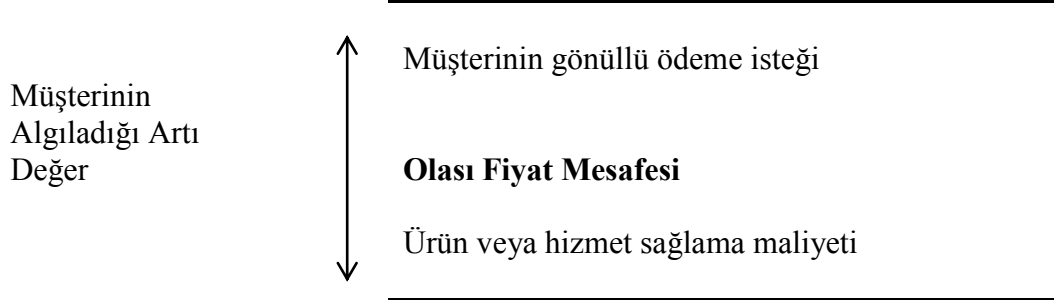 Müşterinin gönüllü ödeme isteği
Müşterinin
Algıladığı Artı
Değer
Olası Fiyat Mesafesi
Ürün veya hizmet sağlama maliyeti